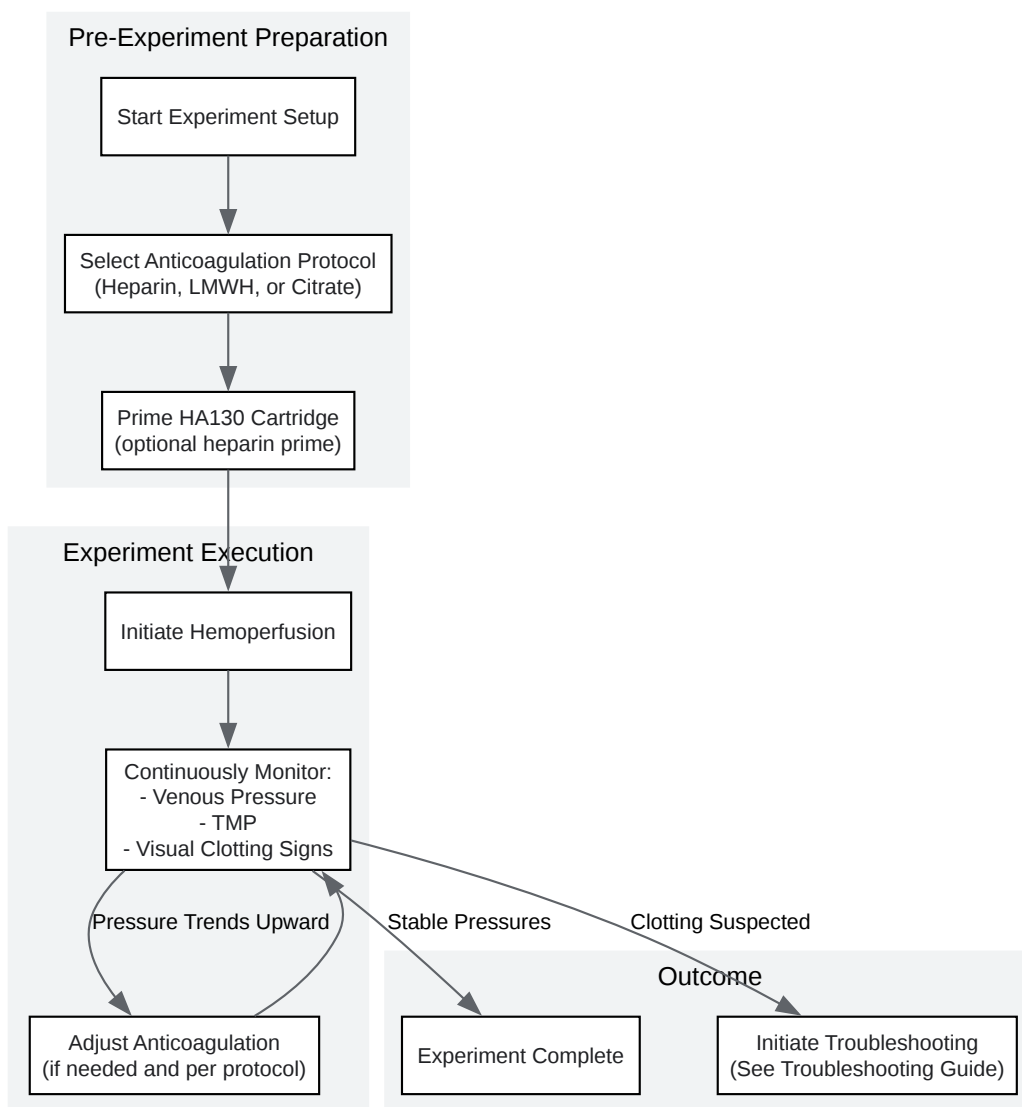 Pre-Experiment Preparation
Start Experiment Setup
Select Anticoagulation Protocol
(Heparin, LMWH, or Citrate)
Prime HA130 Cartridge
(optional heparin prime)
Experiment Execution
Initiate Hemoperfusion
Continuously Monitor:
- Venous Pressure
- TMP
- Visual Clotting Signs
Pressure Trends Upward
Stable Pressures
Clotting Suspected
Outcome
Adjust Anticoagulation
(if needed and per protocol)
Experiment Complete
Initiate Troubleshooting
(See Troubleshooting Guide)